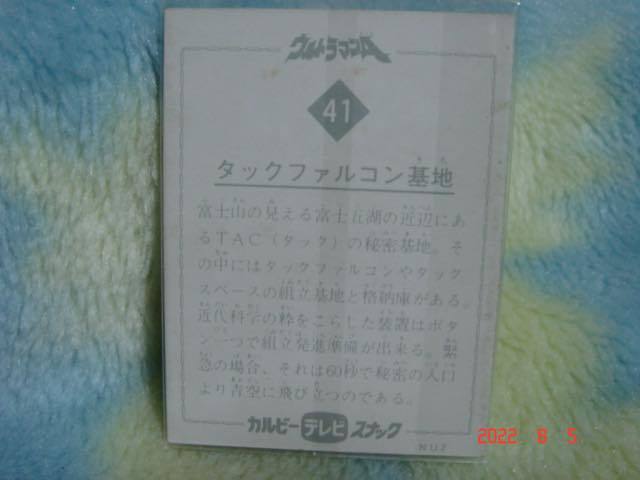 ウルトラマンA
41
タックファルコン基地
富士山の見える富士五湖の近辺にあ
るTAC(タック)の秘密基地。そ
の中にはタックファルコンやタック
スペースの組立基地と格納庫がある。
近代科学の粋をこらした装置はボタ
ン一つで組立発進準備が出来る。緊
急の場合、それは60秒で秘密の入口
より青空に飛び立つのである。
カルビーテレビスナック
NU2
2022 8 5